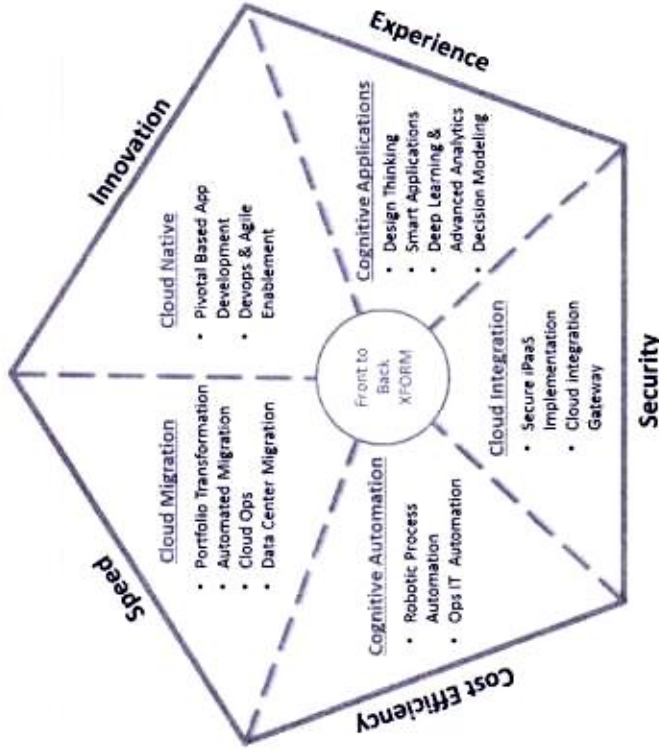 Speed
Innovation
Cloud Migration
• Portfolio Transformation
• Automated Migration
• Cloud Ops
• Data Center Migration
Cloud Native
• Pivotal Based App
Development
• Devops & Agile
Enablement
Front to
Back
XFORM
Cognitive Automation
• Robotic Process
Automation
• Ops IT Automation
Cloud Integration
• Secure iPaaS
Implementation
• Cloud integration
Gateway
Cognitive Applications
• Design Thinking
• Smart Applications
• Deep Learning &
Advanced Analytics
• Decision Modeling
Cost Efficiency
Security
Experience